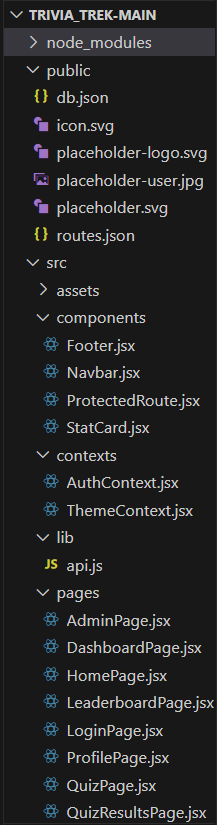 TRIVIA_TREK-MAIN
node_modules
public
{} db.json
icon.svg
placeholder-logo.svg
placeholder-user.jpg
placeholder.svg
{} routes.json
src
assets
components
Footer.jsx
Navbar.jsx
ProtectedRoute.jsx
StatCard.jsx
contexts
AuthContext.jsx
ThemeContext.jsx
lib
JS api.js
pages
AdminPage.jsx
DashboardPage.jsx
HomePage.jsx
LeaderboardPage.jsx
LoginPage.jsx
ProfilePage.jsx
QuizPage.jsx
QuizResultsPage.jsx